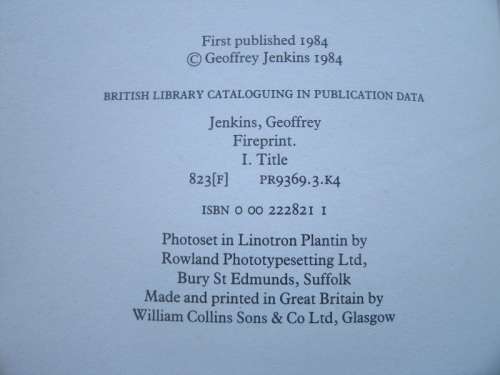 First published 1984
© Geoffrey Jenkins 1984
BRITISH LIBRARY CATALOGUING IN PUBLICATION DATA
Jenkins, Geoffrey
Fireprint.
I. Title
823[F] PR9369.3.K4
ISBN 0 00 222821 1
Photoset in Linotron Plantin by
Rowland Phototypesetting Ltd,
Bury St Edmunds, Suffolk
Made and printed in Great Britain by
William Collins Sons & Co Ltd, Glasgow